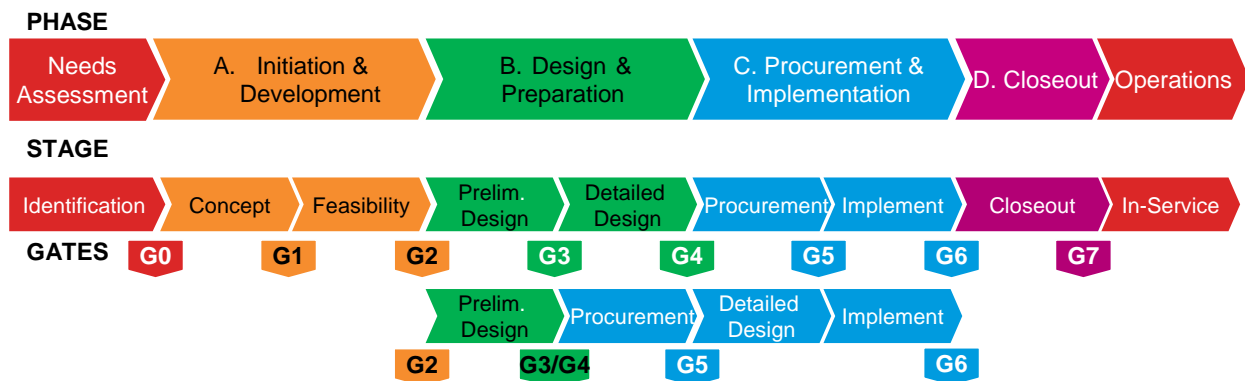 PHASE
Needs
Assessment
A. Initiation &
Development
B. Design &
Preparation
C. Procurement &
Implementation
D. Closeout
Operations
STAGE
Identification
Concept
Feasibility
Prelim.
Design
Detailed
Design
Procurement
Implement
Closeout
In-Service
GATES
G0
G1
G2
G3
G4
G5
G6
G7
Prelim.
Design
Procurement
Detailed
Design
Implement
G2
G3/G4
G5
G6